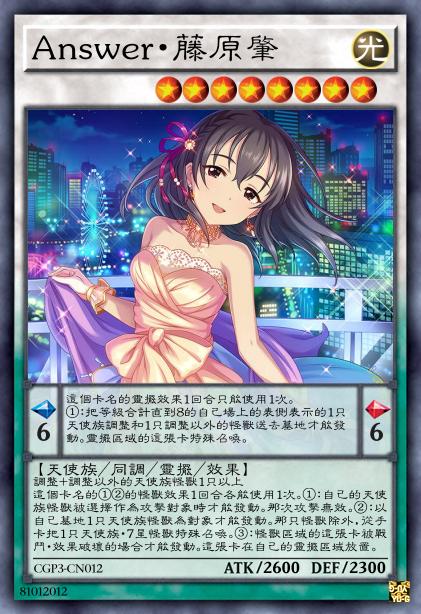 Answer・藤原肇
光
這個卡名的靈擺效果1回合只能使用1次。
①:把等級合計直到8的自己場上的表側表示的1只
天使族調整和1只調整以外的怪獸送去墓地才能發
動。靈擺區域的這張卡特殊召喚。
6
6
【天使族／同調／靈擺／效果】
調整＋調整以外的天使族怪獸1只以上
這個卡名的①②的怪獸效果1回合各能使用1次。①:自己的天使
族怪獸被選擇作為攻擊對象時才能發動。那次攻擊無效。②:以
自己墓地1只天使族怪獸為對象才能發動。那只怪獸除外,從手
卡把1只天使族·7星怪獸特殊召喚。③:怪獸區域的這張卡被戰
鬥·效果破壞的場合才能發動。這張卡在自己的靈擺區域放置。
CGP3-CN012
ATK/2600 DEF/2300
81012012